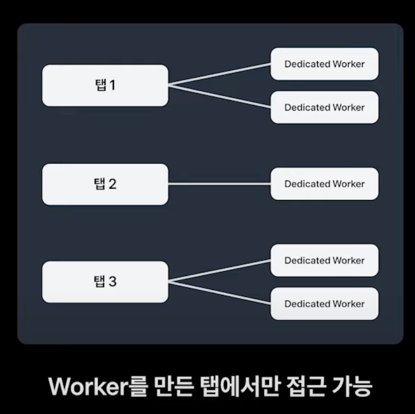 탭 1
Dedicated Worker
Dedicated Worker
탭 2
Dedicated Worker
탭 3
Dedicated Worker
Dedicated Worker
Worker를 만든 탭에서만 접근 가능